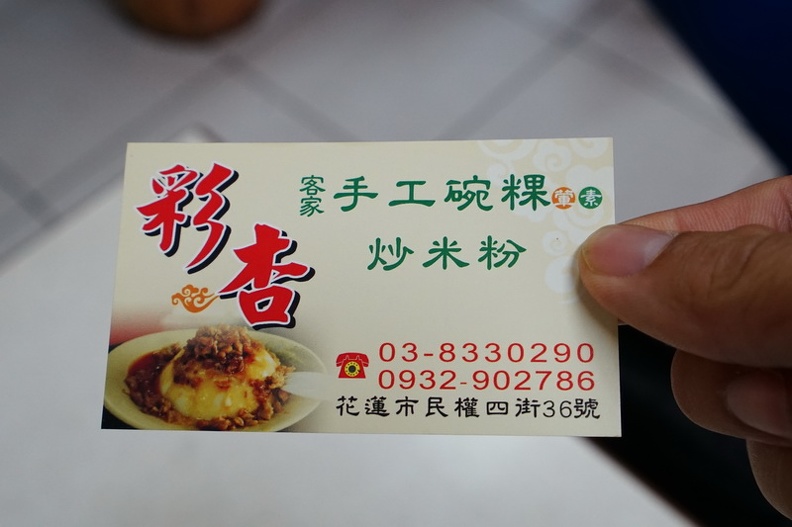 彩杏
客家 手工碗粿 葷 素
炒米粉
03-8330290
0932-902786
花蓮市民權四街36號